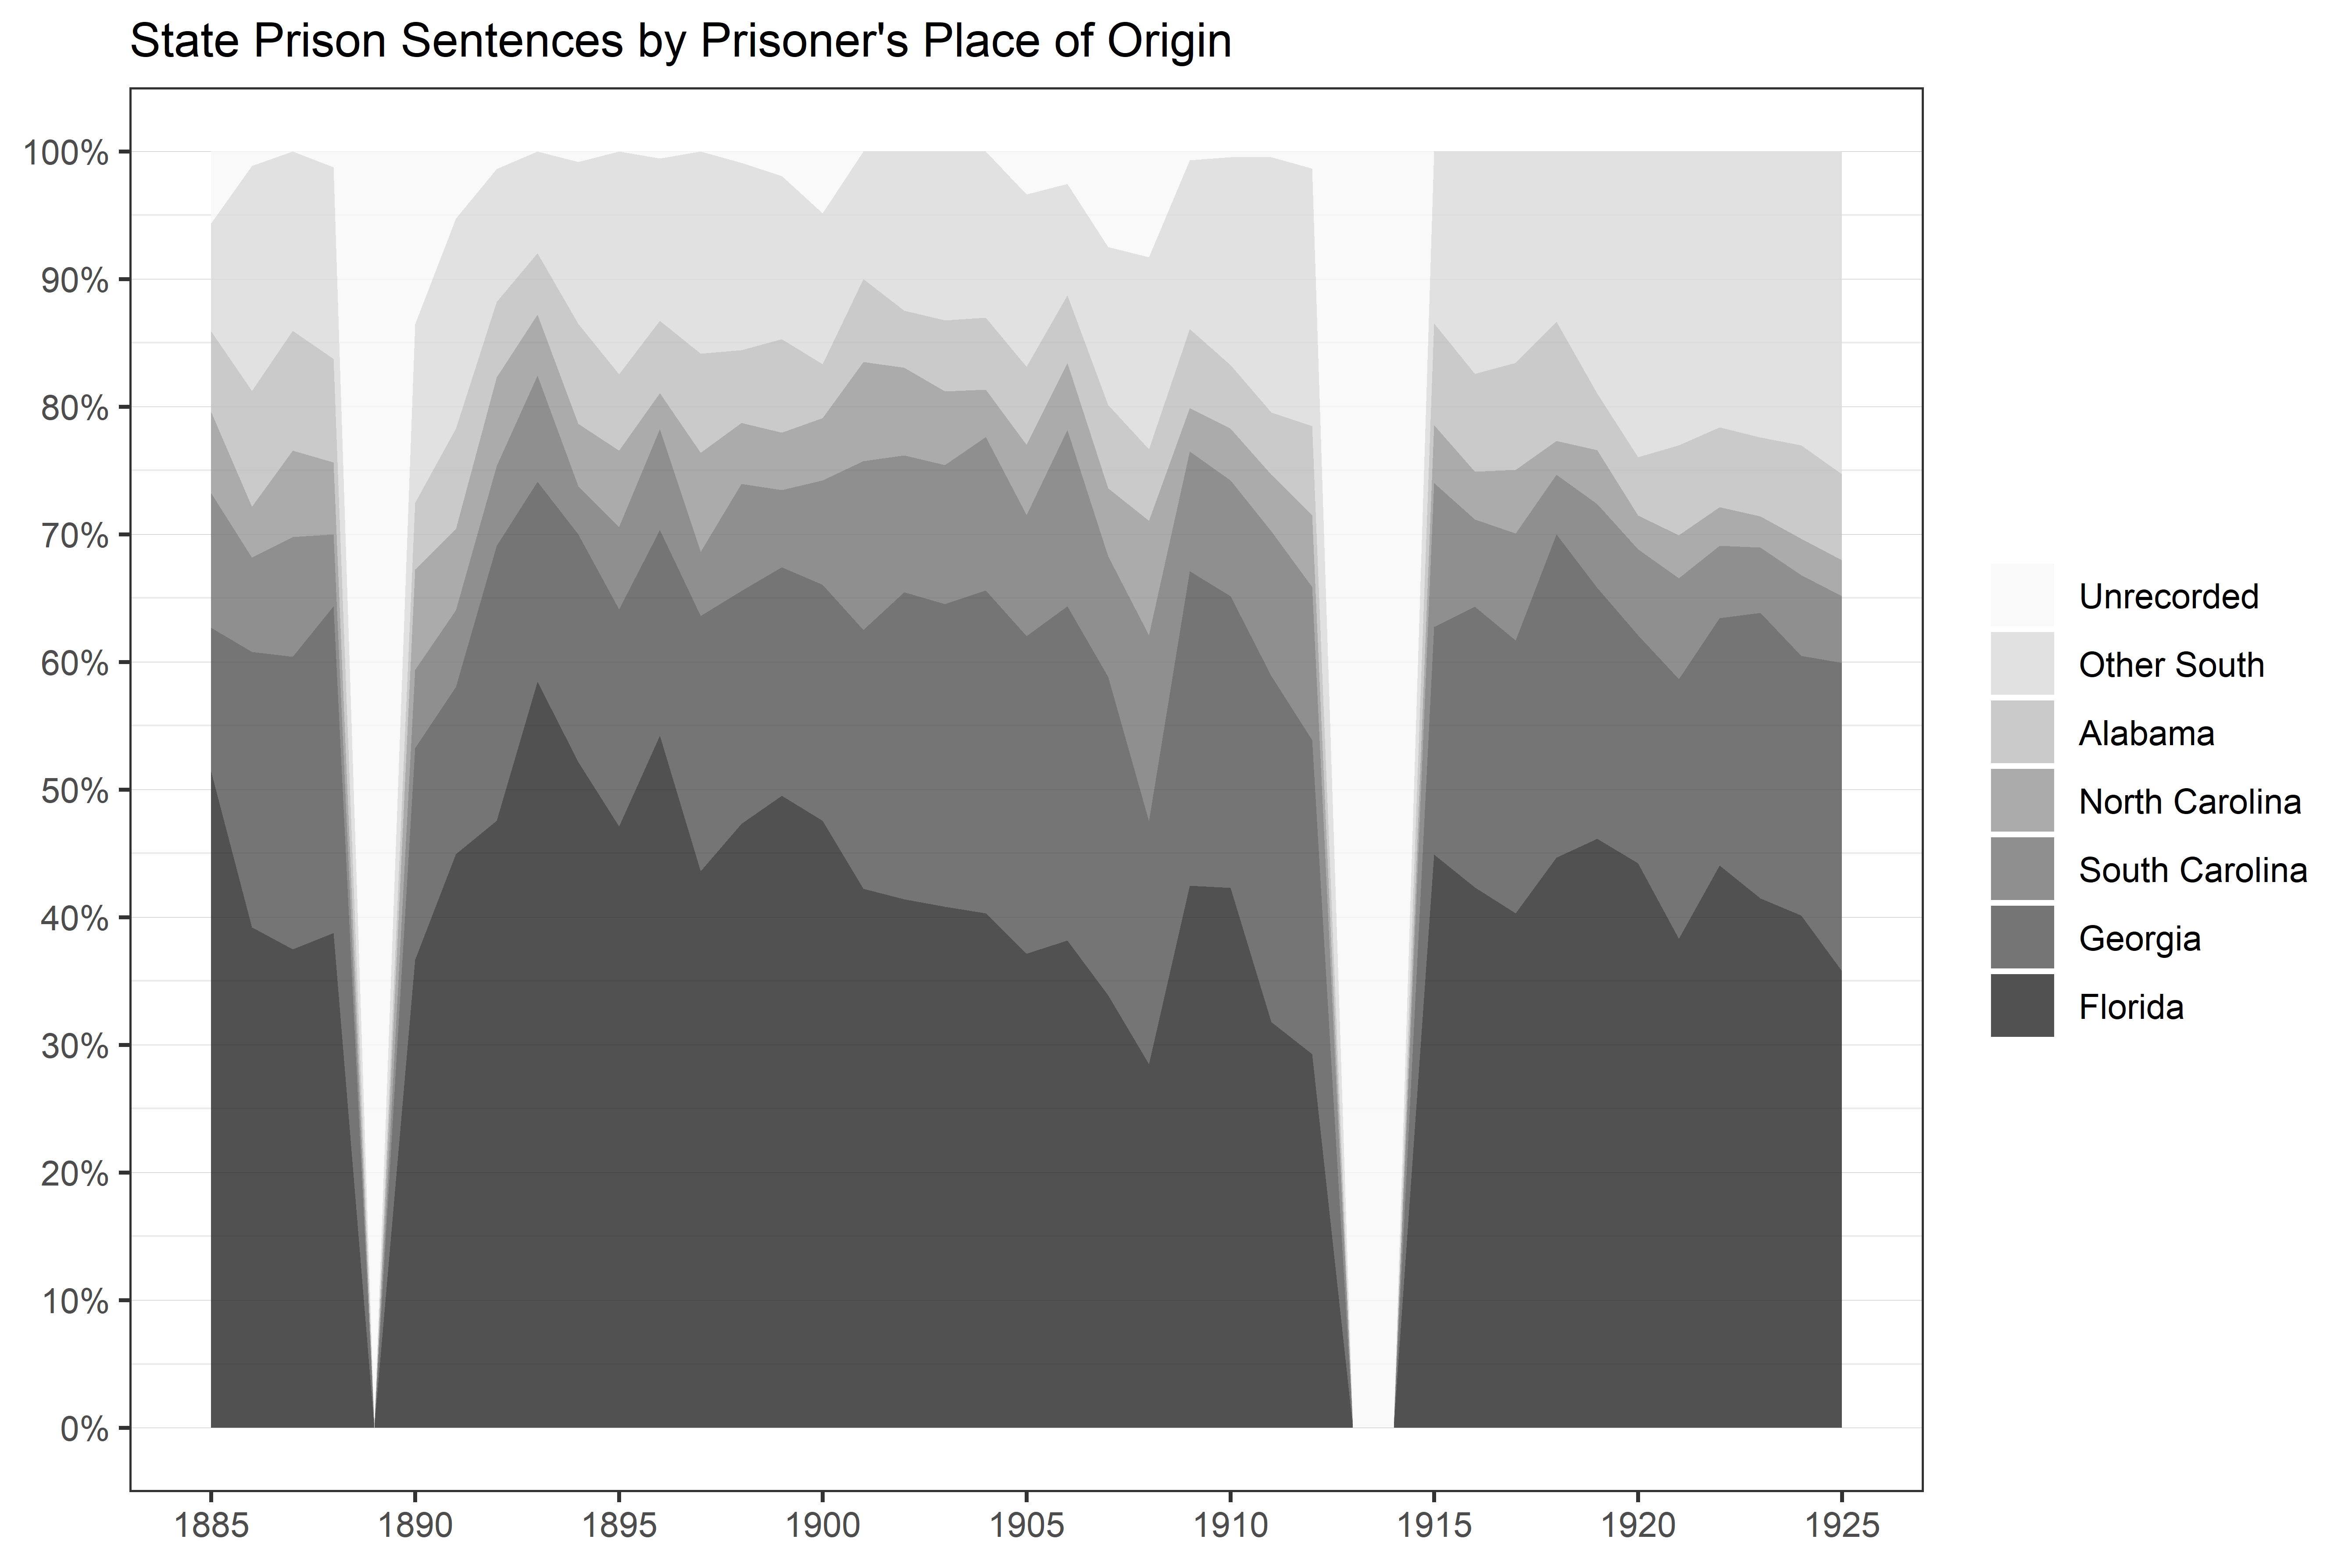 State Prison Sentences by Prisoner's Place of Origin
100%
90%
80%
70%
60%
50%
40%
30%
20%
10%
0%
1885 1890 1895 1900 1905 1910 1915 1920 1925
Unrecorded
Other South
Alabama
North Carolina
South Carolina
Georgia
Florida